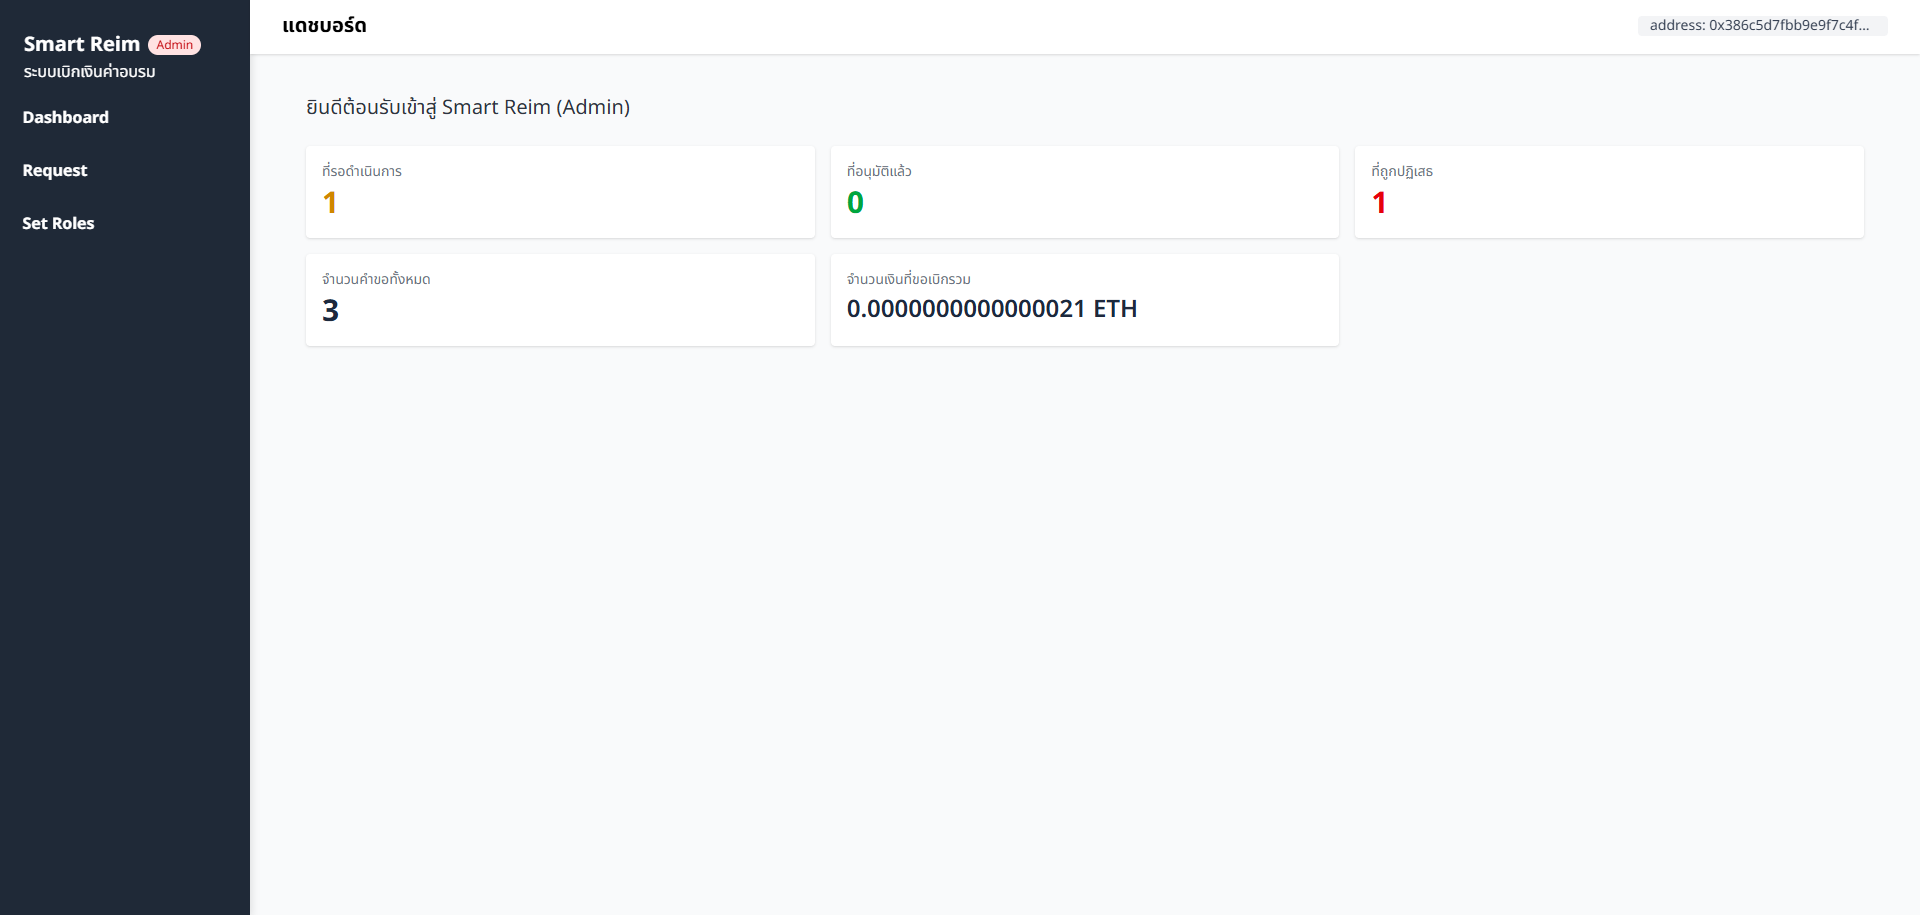 Smart Reim Admin
ระบบเบิกเงินค่าอบรม
Dashboard
Request
Set Roles
แดชบอร์ด
address: 0x386c5d7fbb9e9f7c4f...
ยินดีต้อนรับเข้าสู่ Smart Reim (Admin)
ที่รอดำเนินการ
1
ที่อนุมัติแล้ว
0
ที่ถูกปฏิเสธ
1
จำนวนคำขอทั้งหมด
3
จำนวนเงินที่ขอเบิกรวม
0.0000000000000021 ETH